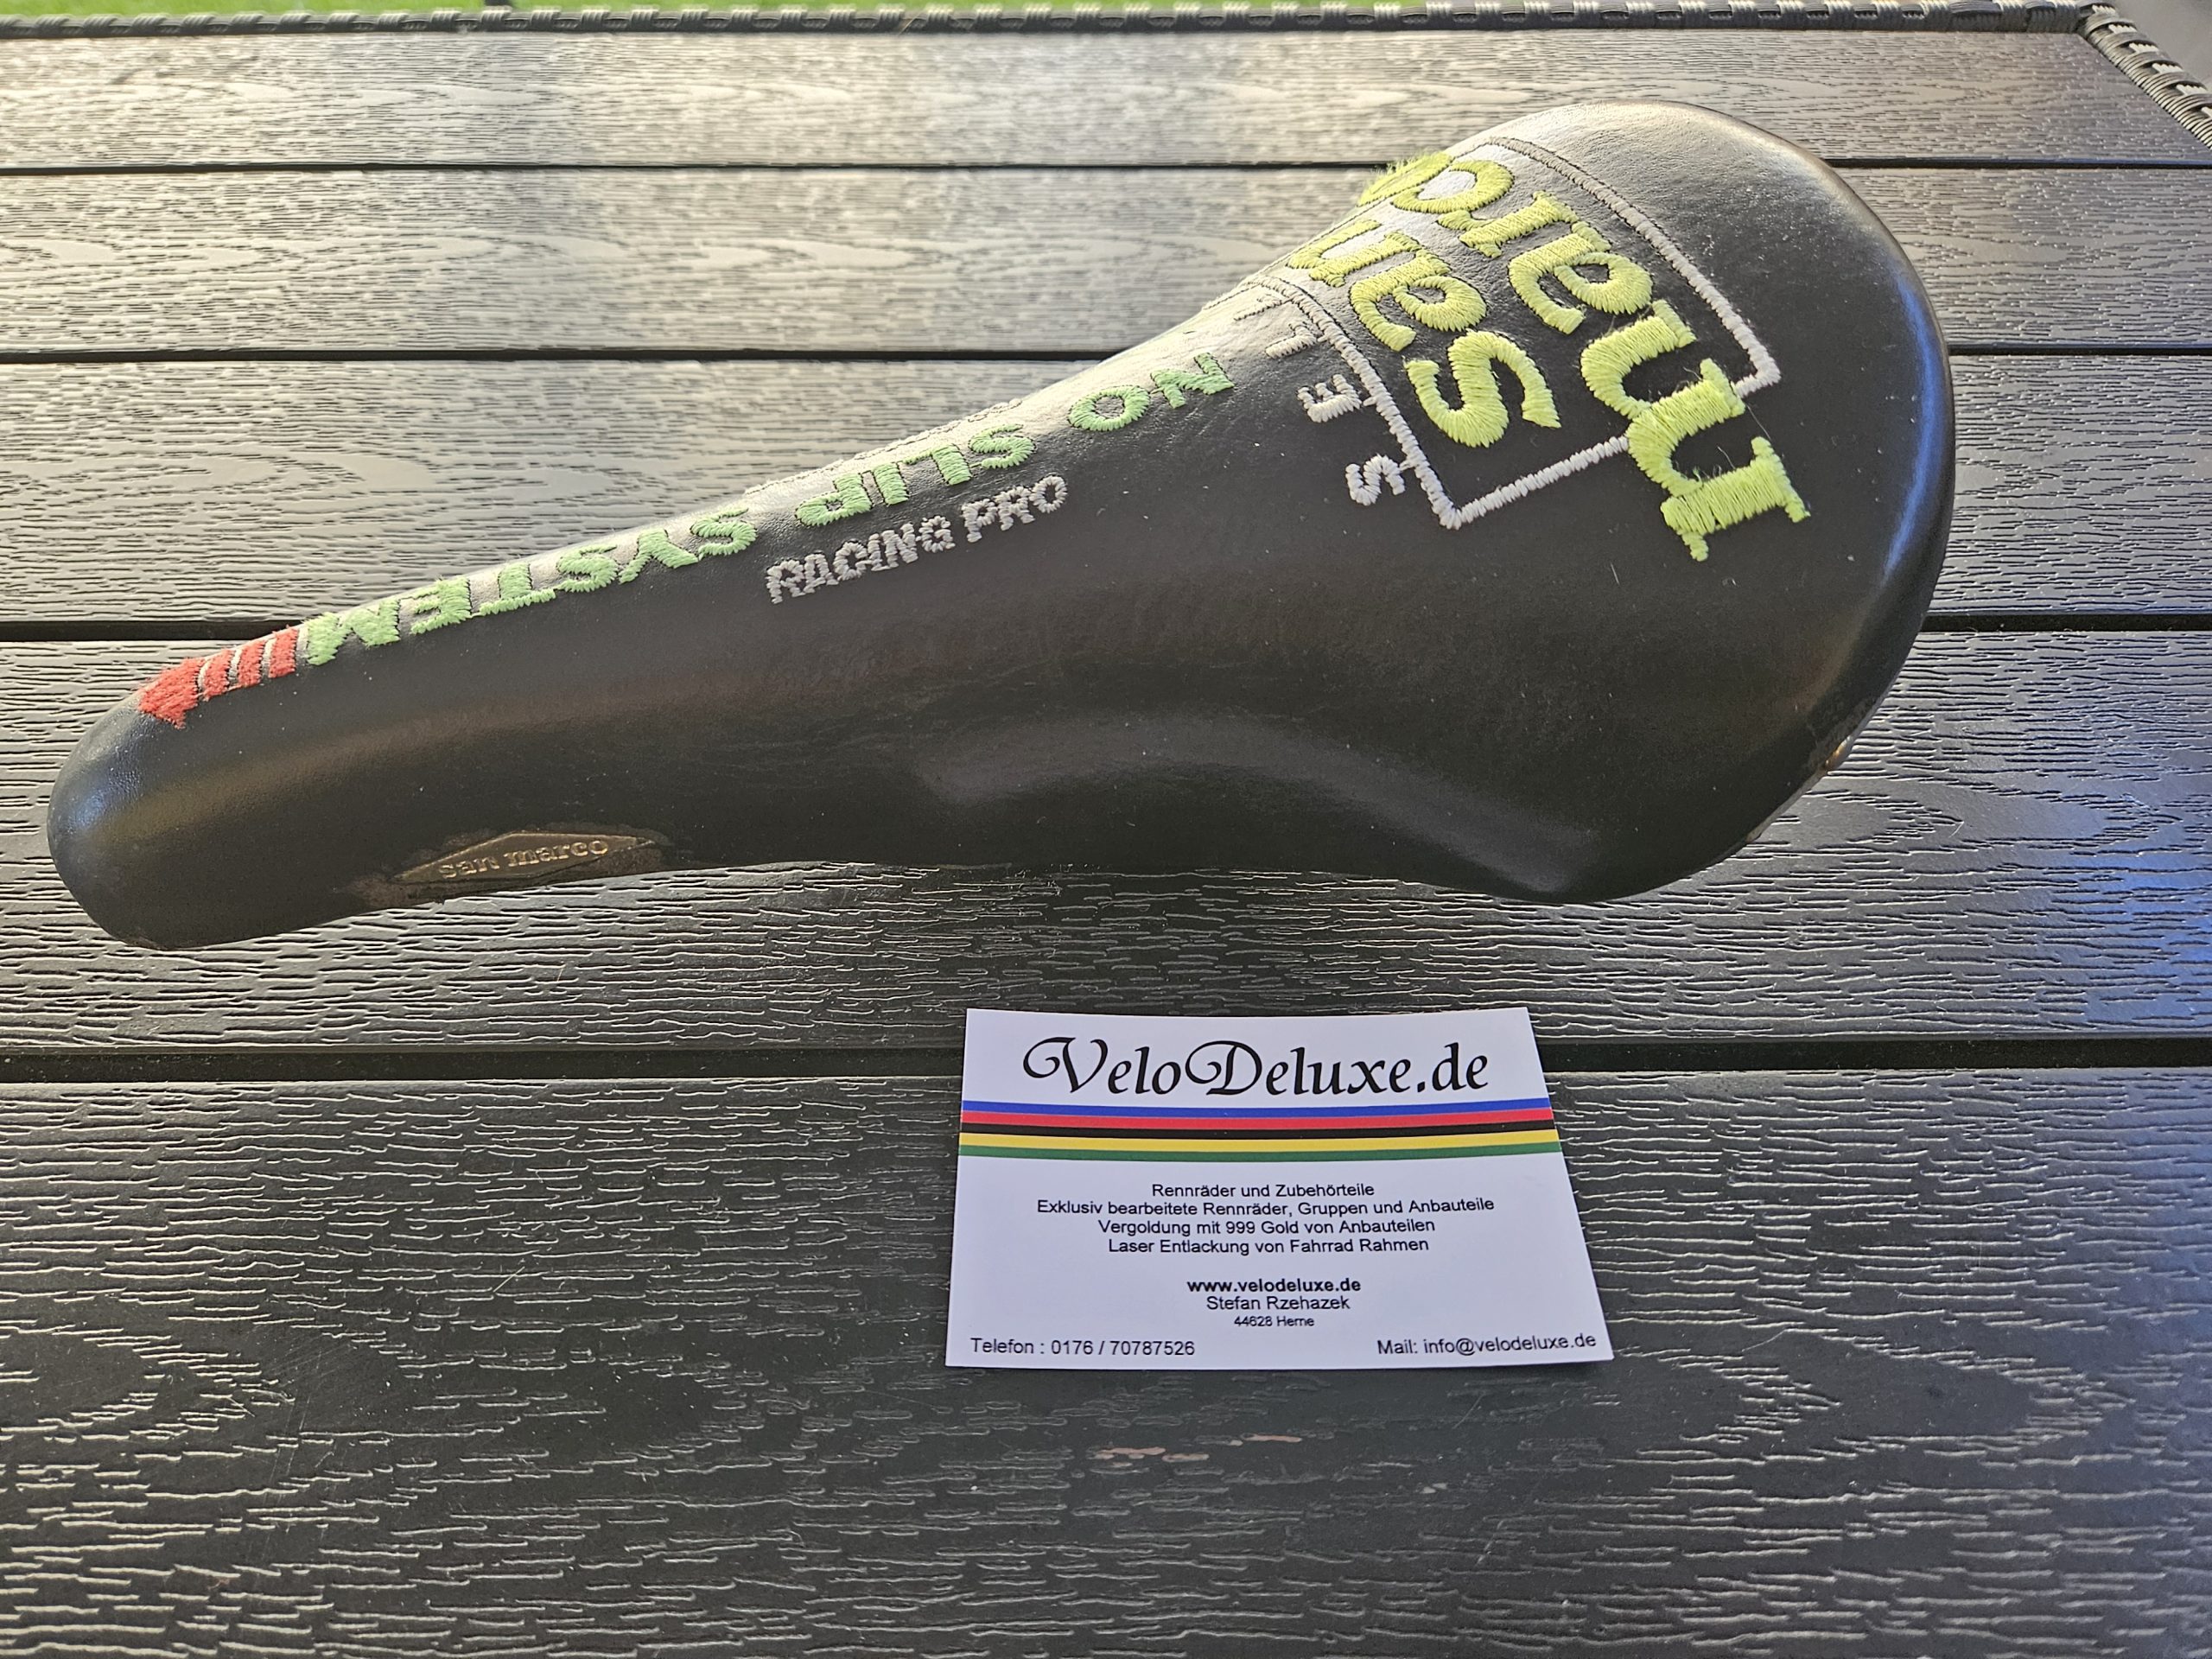 San
marco
NO SLIP SYSTEM
RACING PRO
san marco
VeloDeluxe.de
Rennräder und Zubehörteile
Exklusiv bearbeitete Rennräder, Gruppen und Anbauteile
Vergoldung mit 999 Gold von Anbauteilen
Laser Entlackung von Fahrrad Rahmen
www.velodeluxe.de
Stefan Rzehazek
44628 Herne
Telefon : 0176 / 70787526
Mail: info@velodeluxe.de